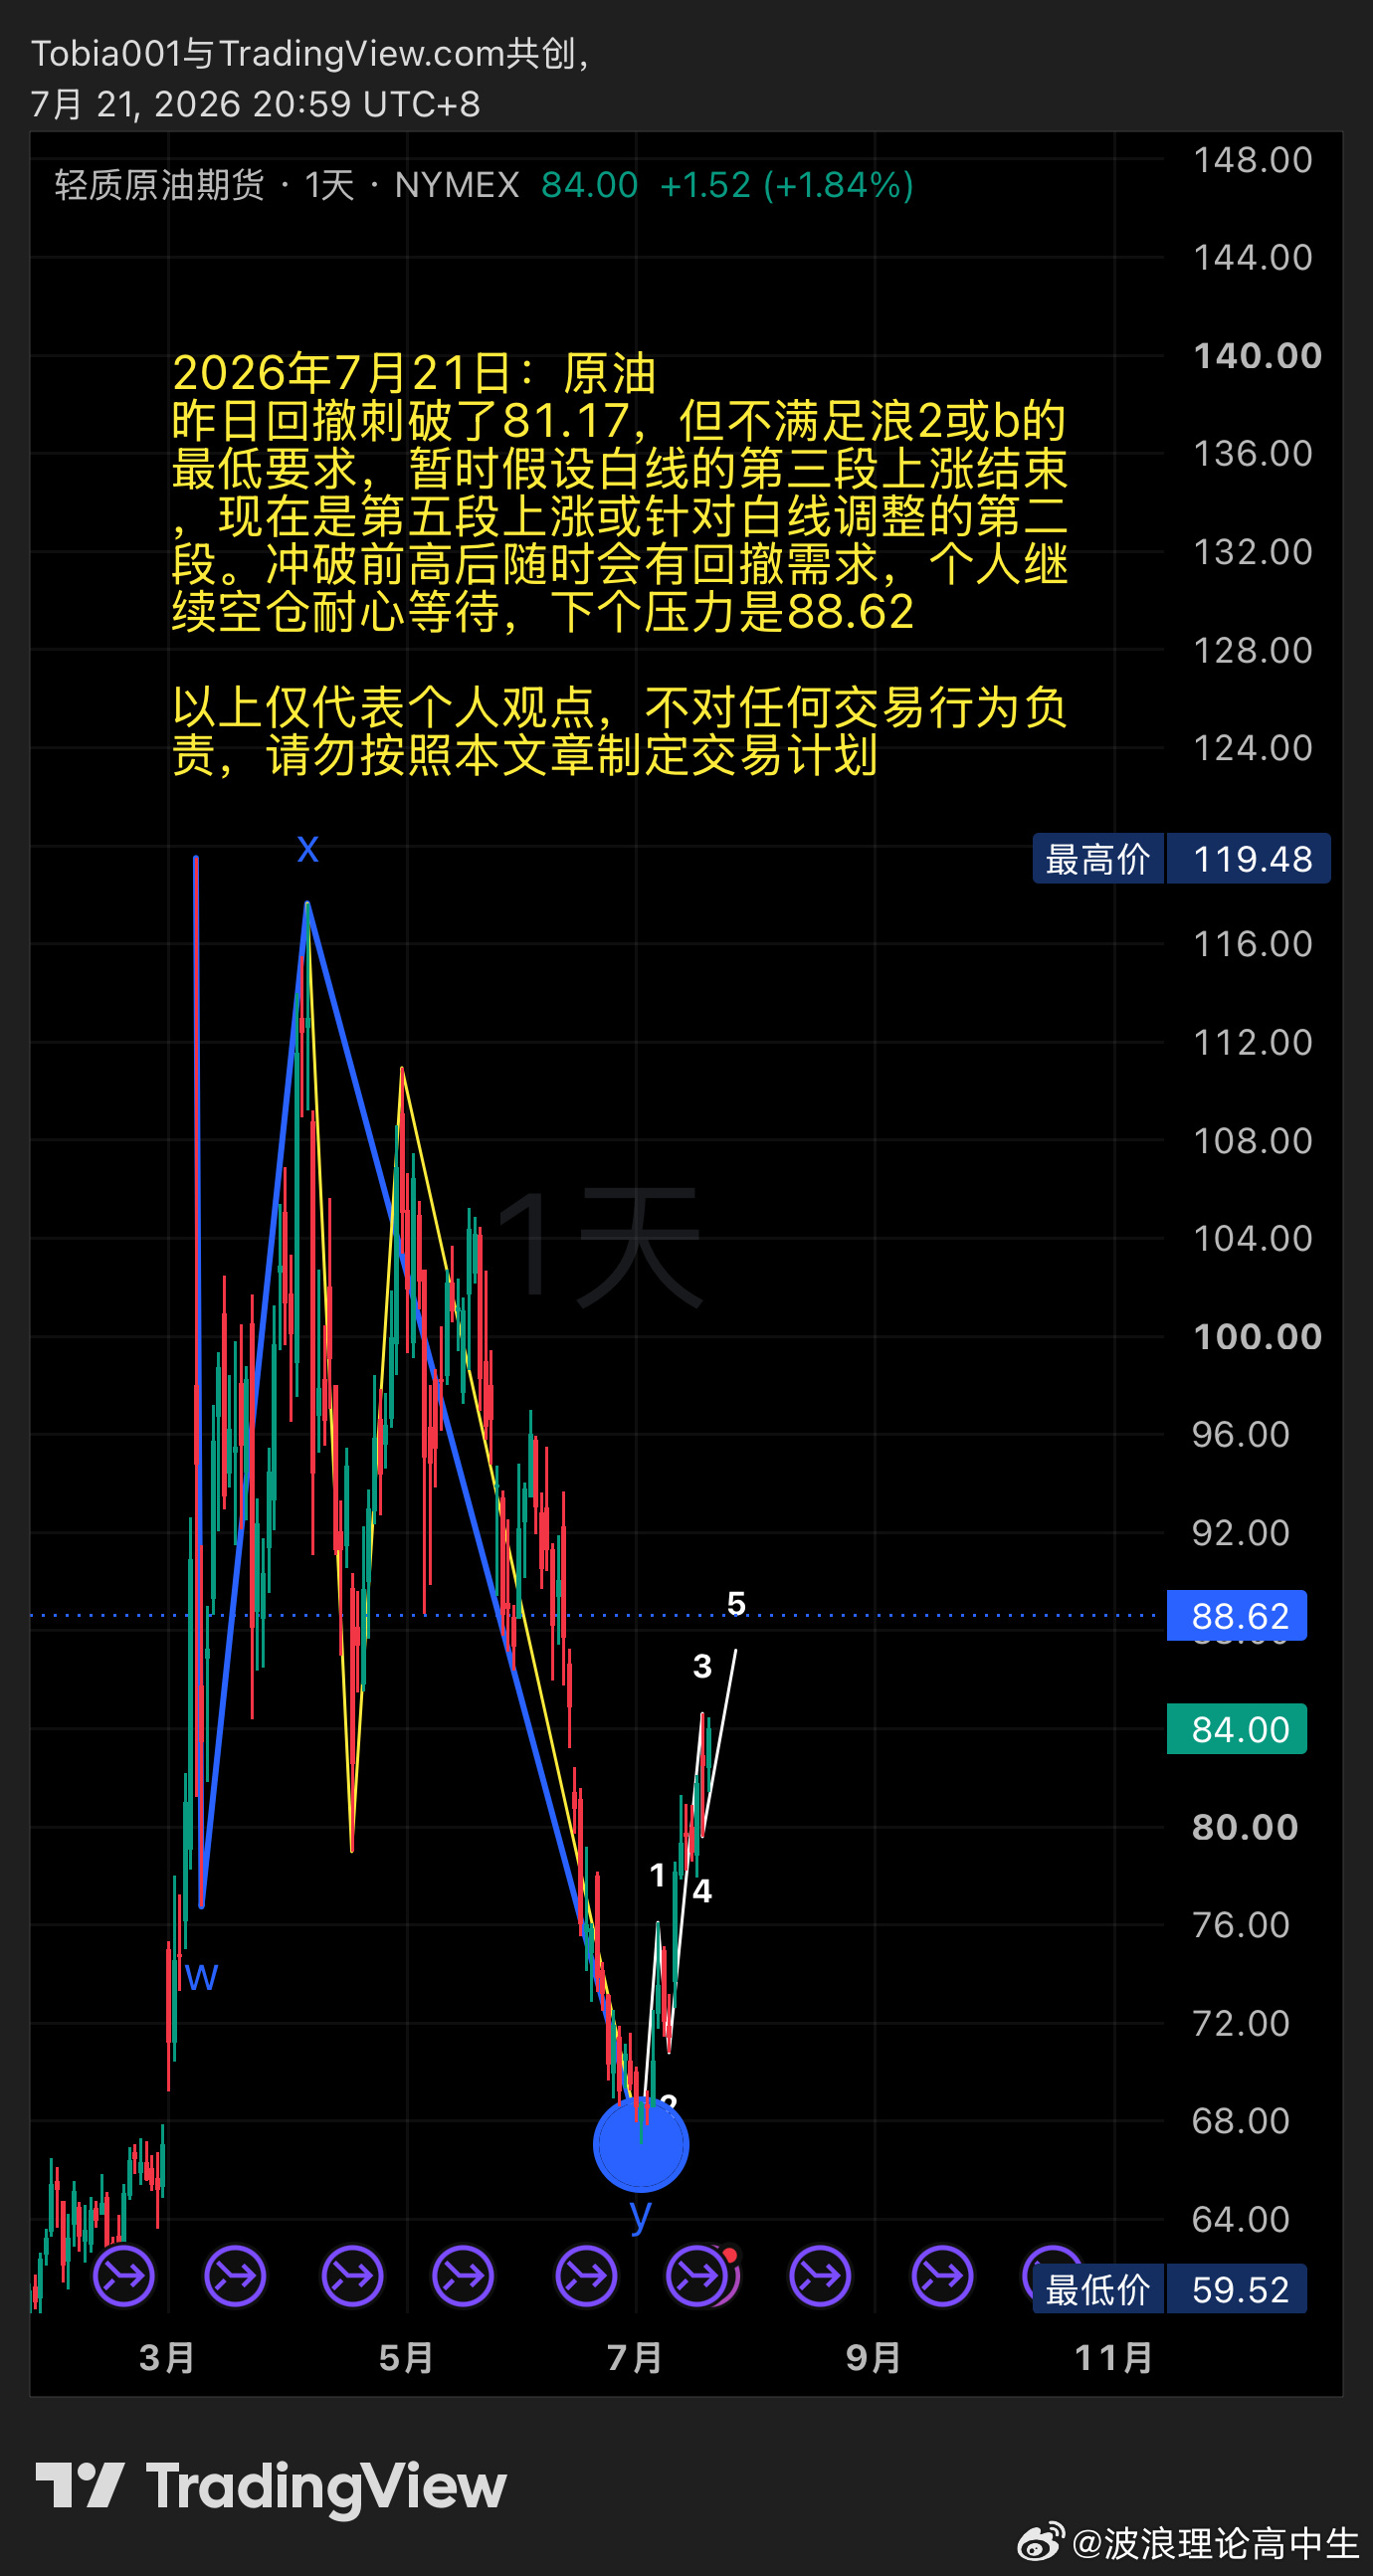 Tobia001与TradingView.com共创,
7月 21, 2026 20:59 UTC+8
轻质原油期货 · 1天 · NYMEX 84.00 +1.52 (+1.84%)
148.00
144.00
2026年7月21日：原油
昨日回撤刺破了81.17，但不满足浪2或b的
最低要求，暂时假设白线的第三段上涨结束
，现在是第五段上涨或针对白线调整的第二
段。冲破前高后随时会有回撤需求，个人继
续空仓耐心等待，下个压力是88.62
以上仅代表个人观点，不对任何交易行为负
责，请勿按照本文章制定交易计划
140.00
136.00
132.00
128.00
124.00
x
最高价 119.48
116.00
112.00
108.00
1天
104.00
100.00
96.00
92.00
5
88.62
3
84.00
80.00
1
4
76.00
w
72.00
2
68.00
y
64.00
最低价 59.52
3月 5月 7月 9月 11月
TradingView
@波浪理论高中生